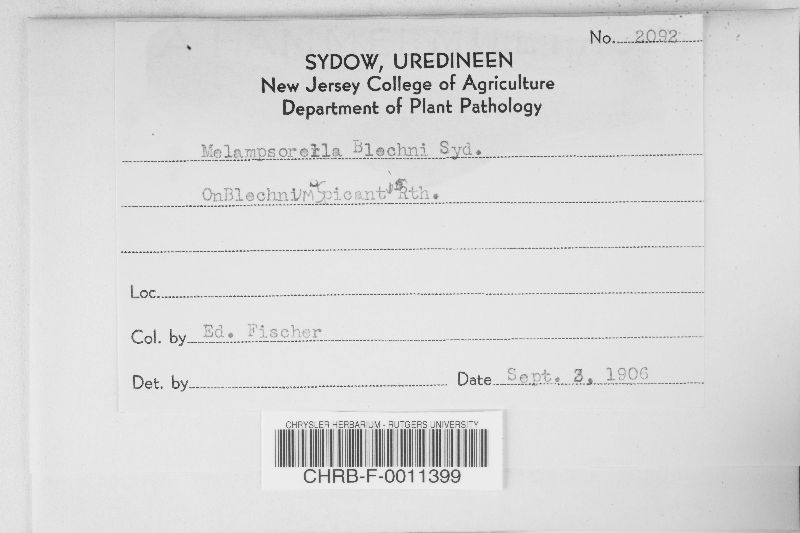 No. 2092
SYDOW, UREDINEEN
New Jersey College of Agriculture
Department of Plant Pathology
Melampsorella Blechni Syd.
On Blechnum spicant Rth.
Loc.
Col. by Ed. Fischer
Det. by Date Sept. 3, 1906
CHRYSLER HERBARIUM - RUTGERS UNIVERSITY
CHRB-F-0011399